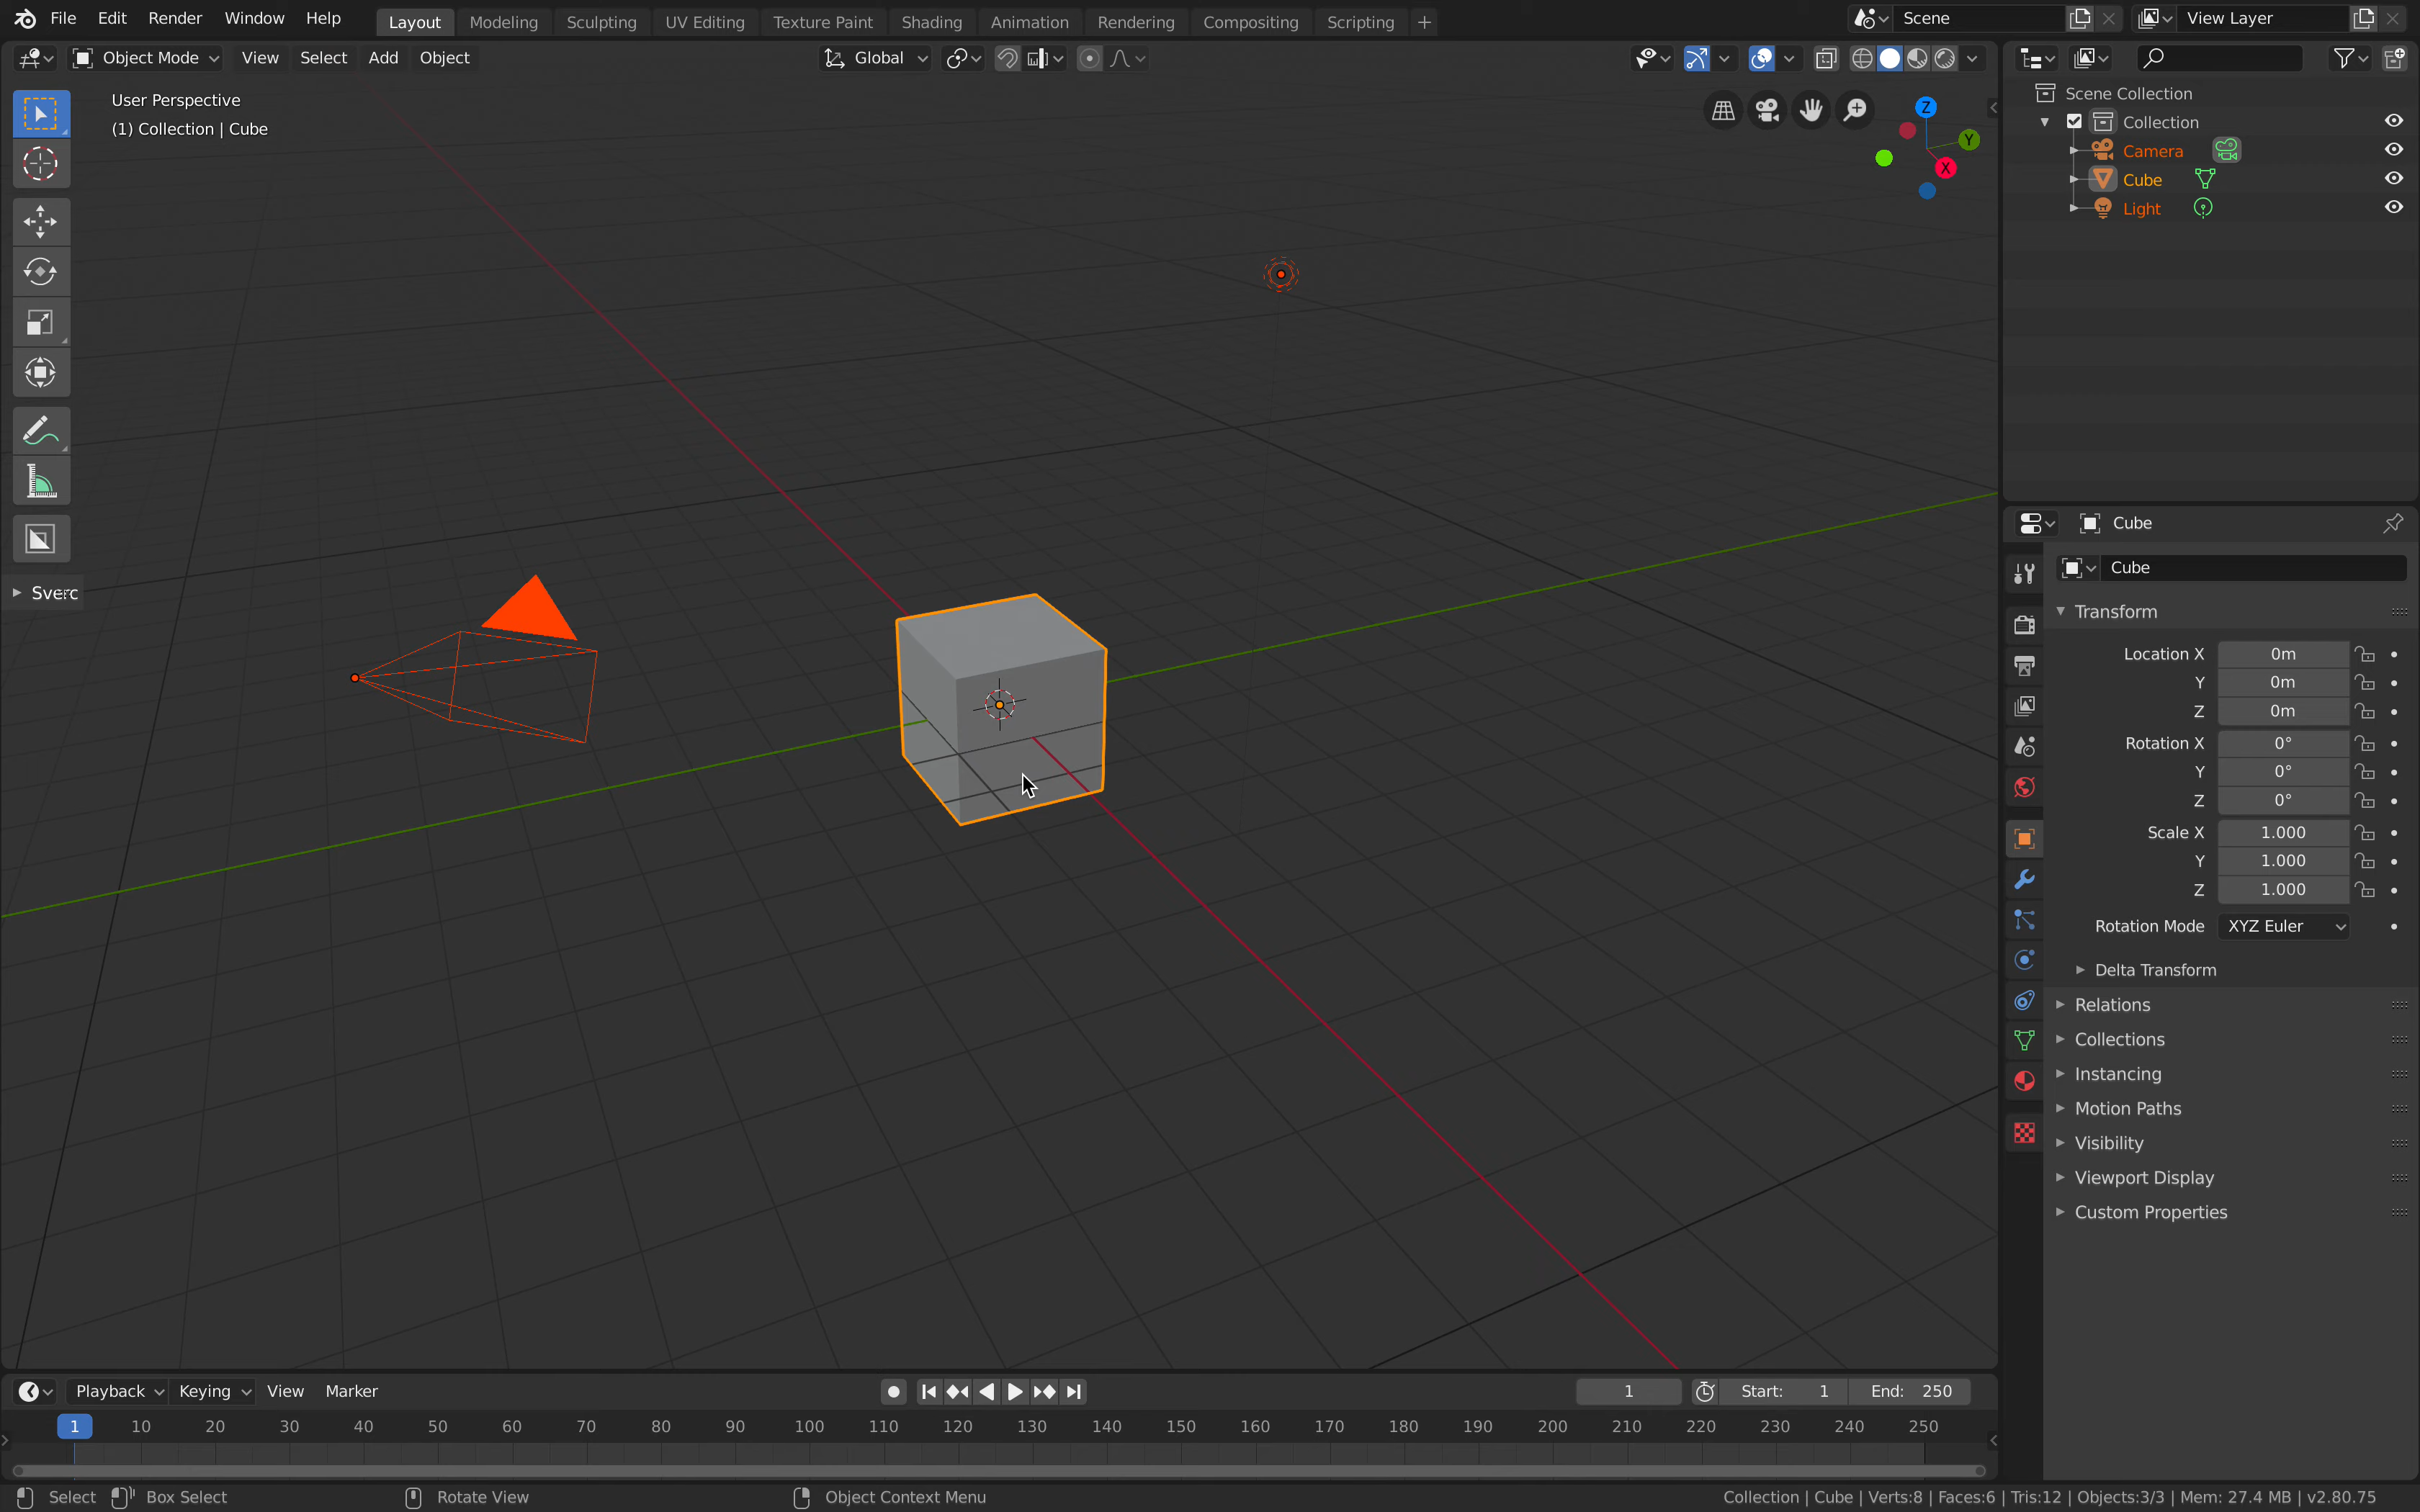 File Edit Render Window Help Layout Modeling Sculpting UV Editing Texture Paint Shading Animation Rendering Compositing Scripting + Scene View Layer
Object Mode View Select Add Object Global
User Perspective
(1) Collection | Cube
Z
Y
X
Sverc
Scene Collection
Collection
Camera
Cube
Light
Cube
Cube
Transform
Location X 0m
Y 0m
Z 0m
Rotation X 0°
Y 0°
Z 0°
Scale X 1.000
Y 1.000
Z 1.000
Rotation Mode XYZ Euler
Delta Transform
Relations
Collections
Instancing
Motion Paths
Visibility
Viewport Display
Custom Properties
Playback Keying View Marker 1 Start: 1 End: 250
1 10 20 30 40 50 60 70 80 90 100 110 120 130 140 150 160 170 180 190 200 210 220 230 240 250
Select Box Select Rotate View Object Context Menu Collection | Cube | Verts:8 | Faces:6 | Tris:12 | Objects:3/3 | Mem: 27.4 MB | v2.80.75